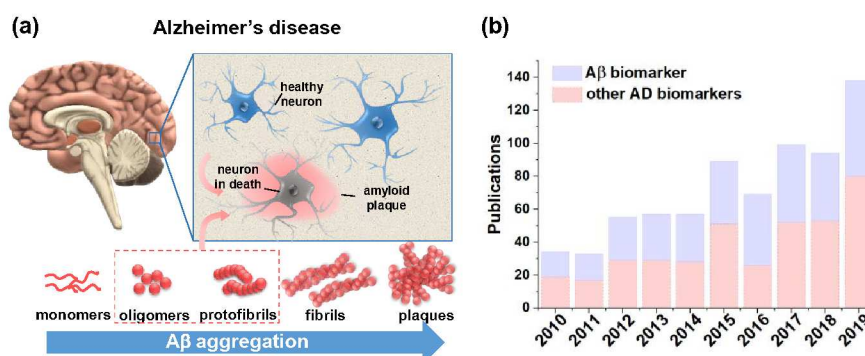 (a)
Alzheimer's disease
healthy
neuron
neuron
in death
amyloid
plaque
monomers
oligomers
protofibrils
fibrils
plaques
Aβ aggregation
(b)
Aβ biomarker
other AD biomarkers
Publications
140
120
100
80
60
40
20
0
2010
2011
2012
2013
2014
2015
2016
2017
2018
2019